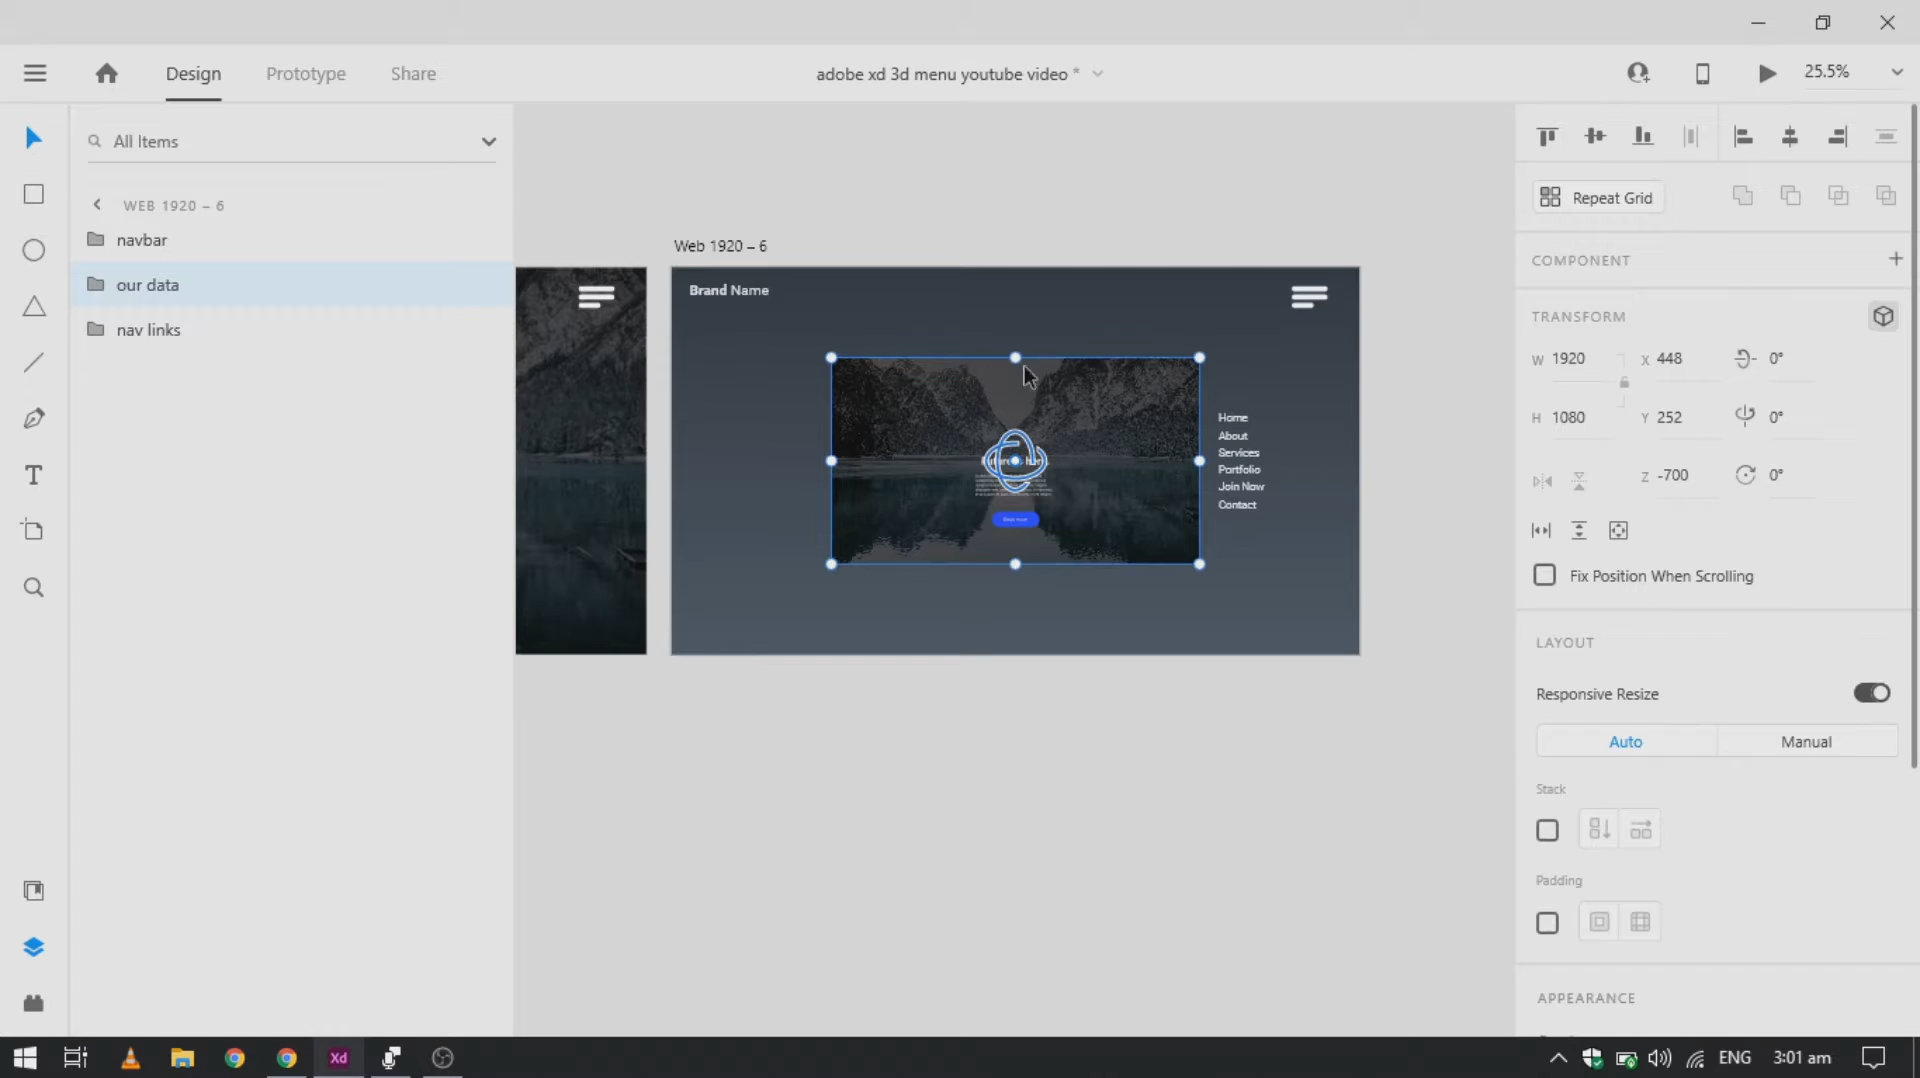 Design
Prototype
Share
adobe xd 3d menu youtube video *
25.5%
All Items
WEB 1920 – 6
navbar
our data
nav links
Web 1920 – 6
Brand Name
Home
About
Services
Portfolio
Join Now
Contact
Repeat Grid
COMPONENT
TRANSFORM
W 1920
X 448
0°
H 1080
Y 252
0°
Z -700
0°
Fix Position When Scrolling
LAYOUT
Responsive Resize
Auto
Manual
Stack
Padding
APPEARANCE
Xd
ENG
3:01 am